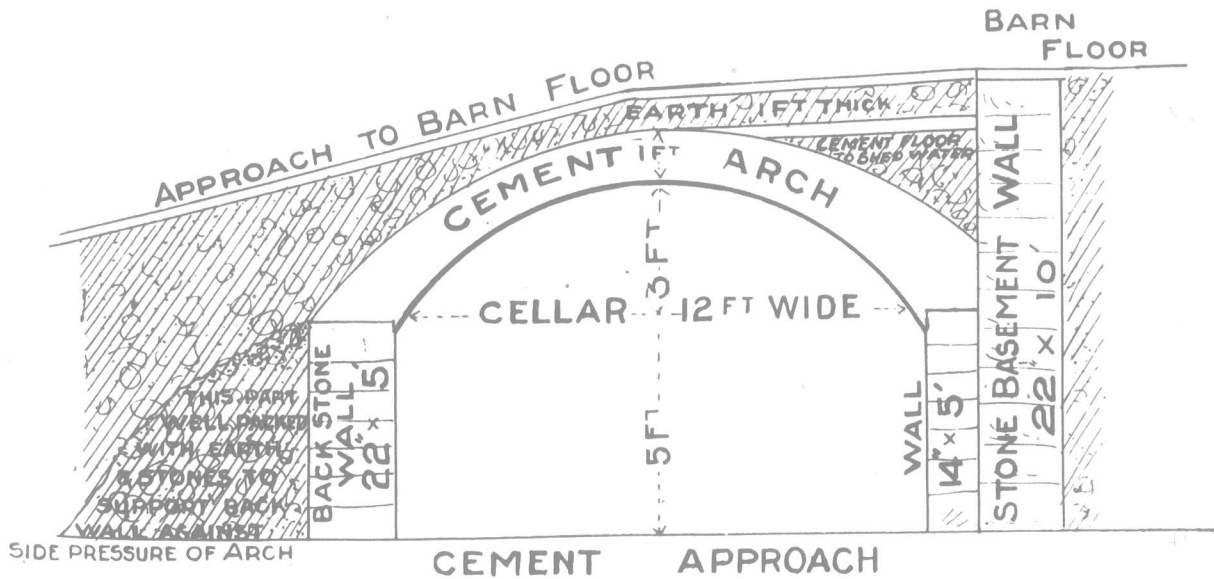 BARN
FLOOR
APPROACH TO BARN FLOOR
EARTH 1FT THICK
CEMENT FLOOR
TO SHED WATER
CEMENT 1FT ARCH
3 FT
CELLAR 12 FT WIDE
5 FT
BACK STONE
WALL
22" × 5'
WALL
14" × 5'
STONE BASEMENT WALL
22" × 10'
THIS PART
WELL PACKED
WITH EARTH
& STONES TO
SUPPORT BACK
WALL AGAINST
SIDE PRESSURE OF ARCH
CEMENT APPROACH